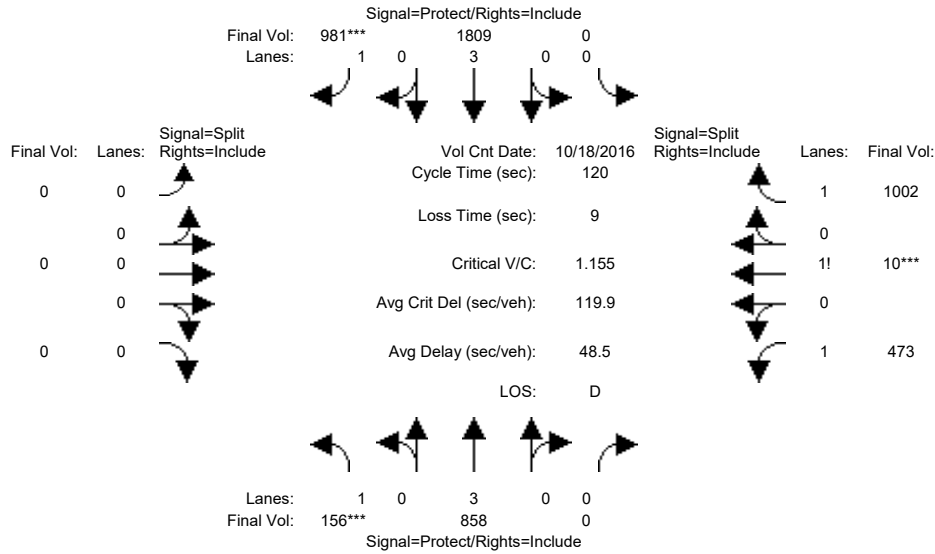 Signal=Protect/Rights=Include
Final Vol: 981*** 1809 0
Lanes: 1 0 3 0 0
Signal=Split Signal=Split
Final Vol: Lanes: Rights=Include Vol Cnt Date: 10/18/2016 Rights=Include Lanes: Final Vol:
Cycle Time (sec): 120
0 0 1 1002
Loss Time (sec): 9
0 0
0 0 Critical V/C: 1.155 1! 10***
0 Avg Crit Del (sec/veh): 119.9 0
0 0 Avg Delay (sec/veh): 48.5 1 473
LOS: D
Lanes: 1 0 3 0 0
Final Vol: 156*** 858 0
Signal=Protect/Rights=Include